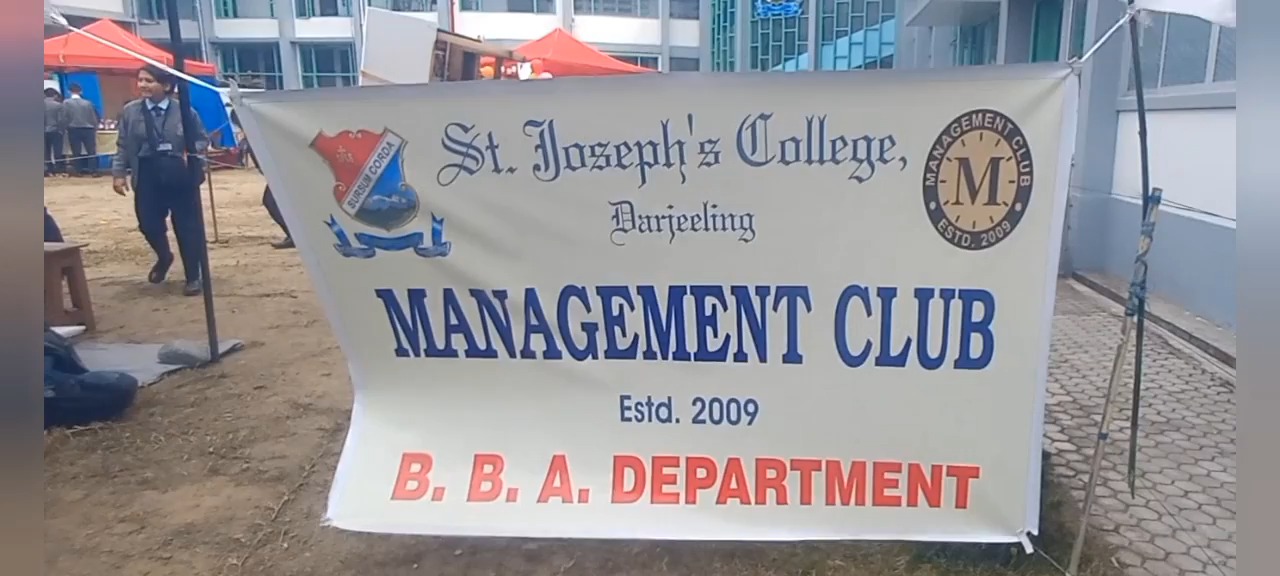 St. Joseph's College,
Darjeeling
SURSUM CORDA
MANAGEMENT CLUB
M
ESTD. 2009
MANAGEMENT CLUB
Estd. 2009
B. B. A. DEPARTMENT